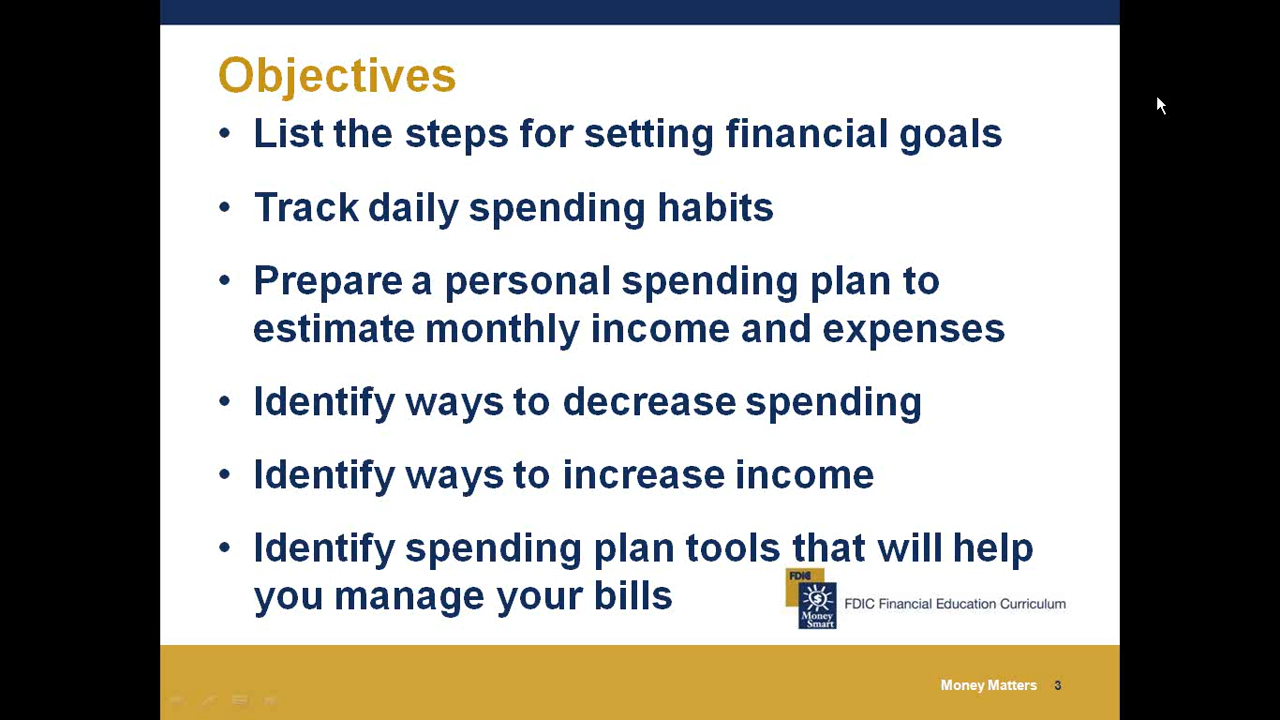 Objectives
• List the steps for setting financial goals
• Track daily spending habits
• Prepare a personal spending plan to
estimate monthly income and expenses
• Identify ways to decrease spending
• Identify ways to increase income
• Identify spending plan tools that will help
you manage your bills
FDIC
Money
Smart
FDIC Financial Education Curriculum
Money Matters 3